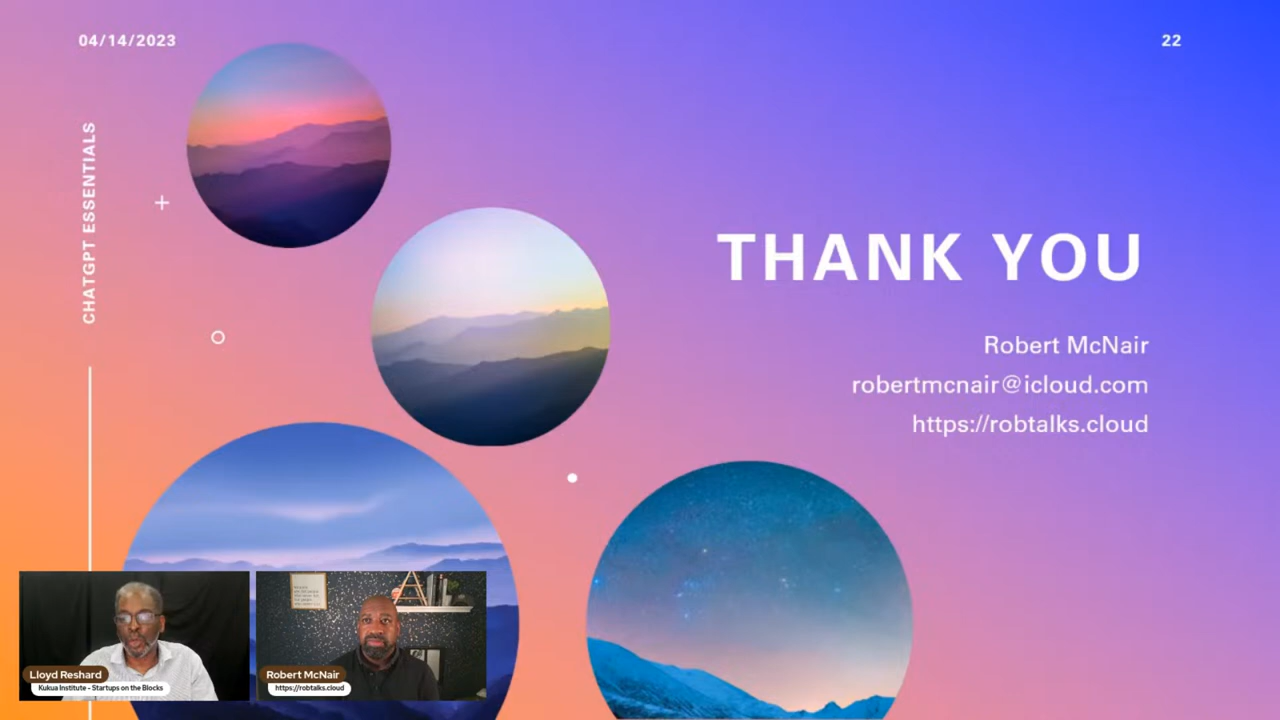 04/14/2023
22
CHATGPT ESSENTIALS
THANK YOU
Robert McNair
robertmcnair@icloud.com
https://robtalks.cloud
Lloyd Reshard
Kukua Institute - Startups on the Blocks
Robert McNair
https://robtalks.cloud